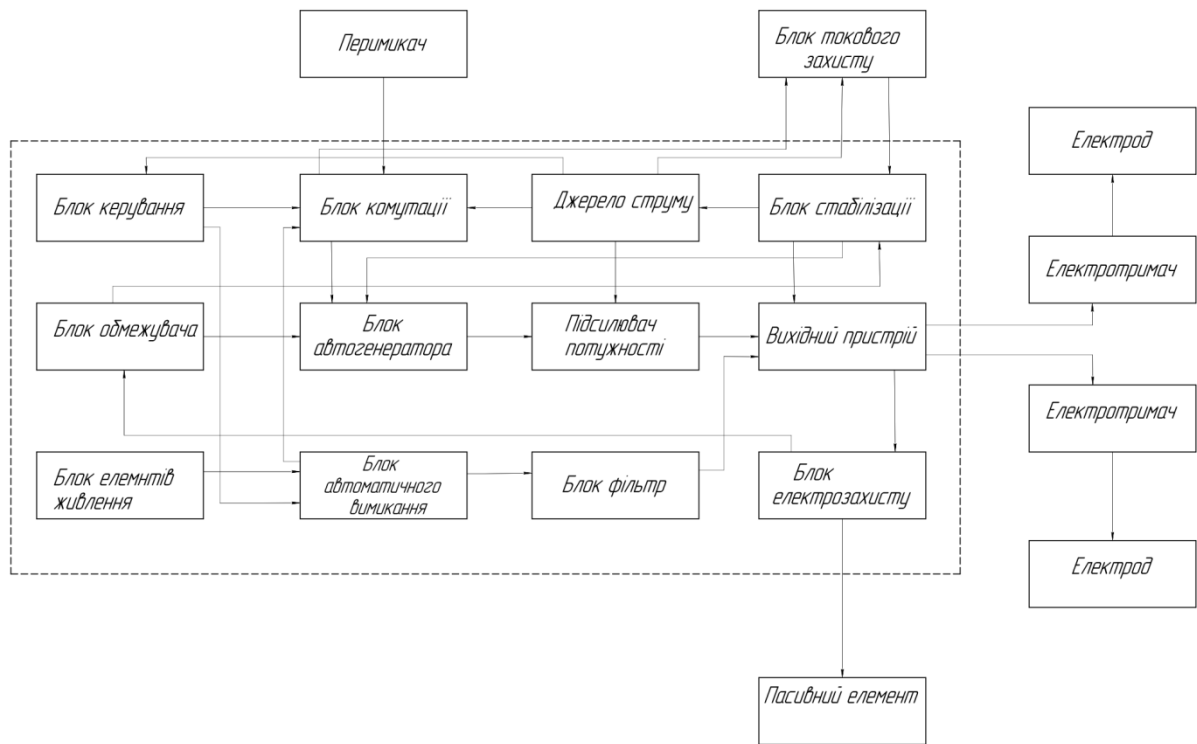 Перимикач
Блок токового
захисту
Електрод
Блок керування
Блок комутації
Джерело струму
Блок стабілізації
Електротримач
Блок обмежувача
Блок
автогенератора
Підсилювач
потужності
Вихідний пристрій
Електротримач
Блок елемнтів
живлення
Блок
автоматичного
вимикання
Блок фільтр
Блок
електрозахисту
Електрод
Пасивний елемент